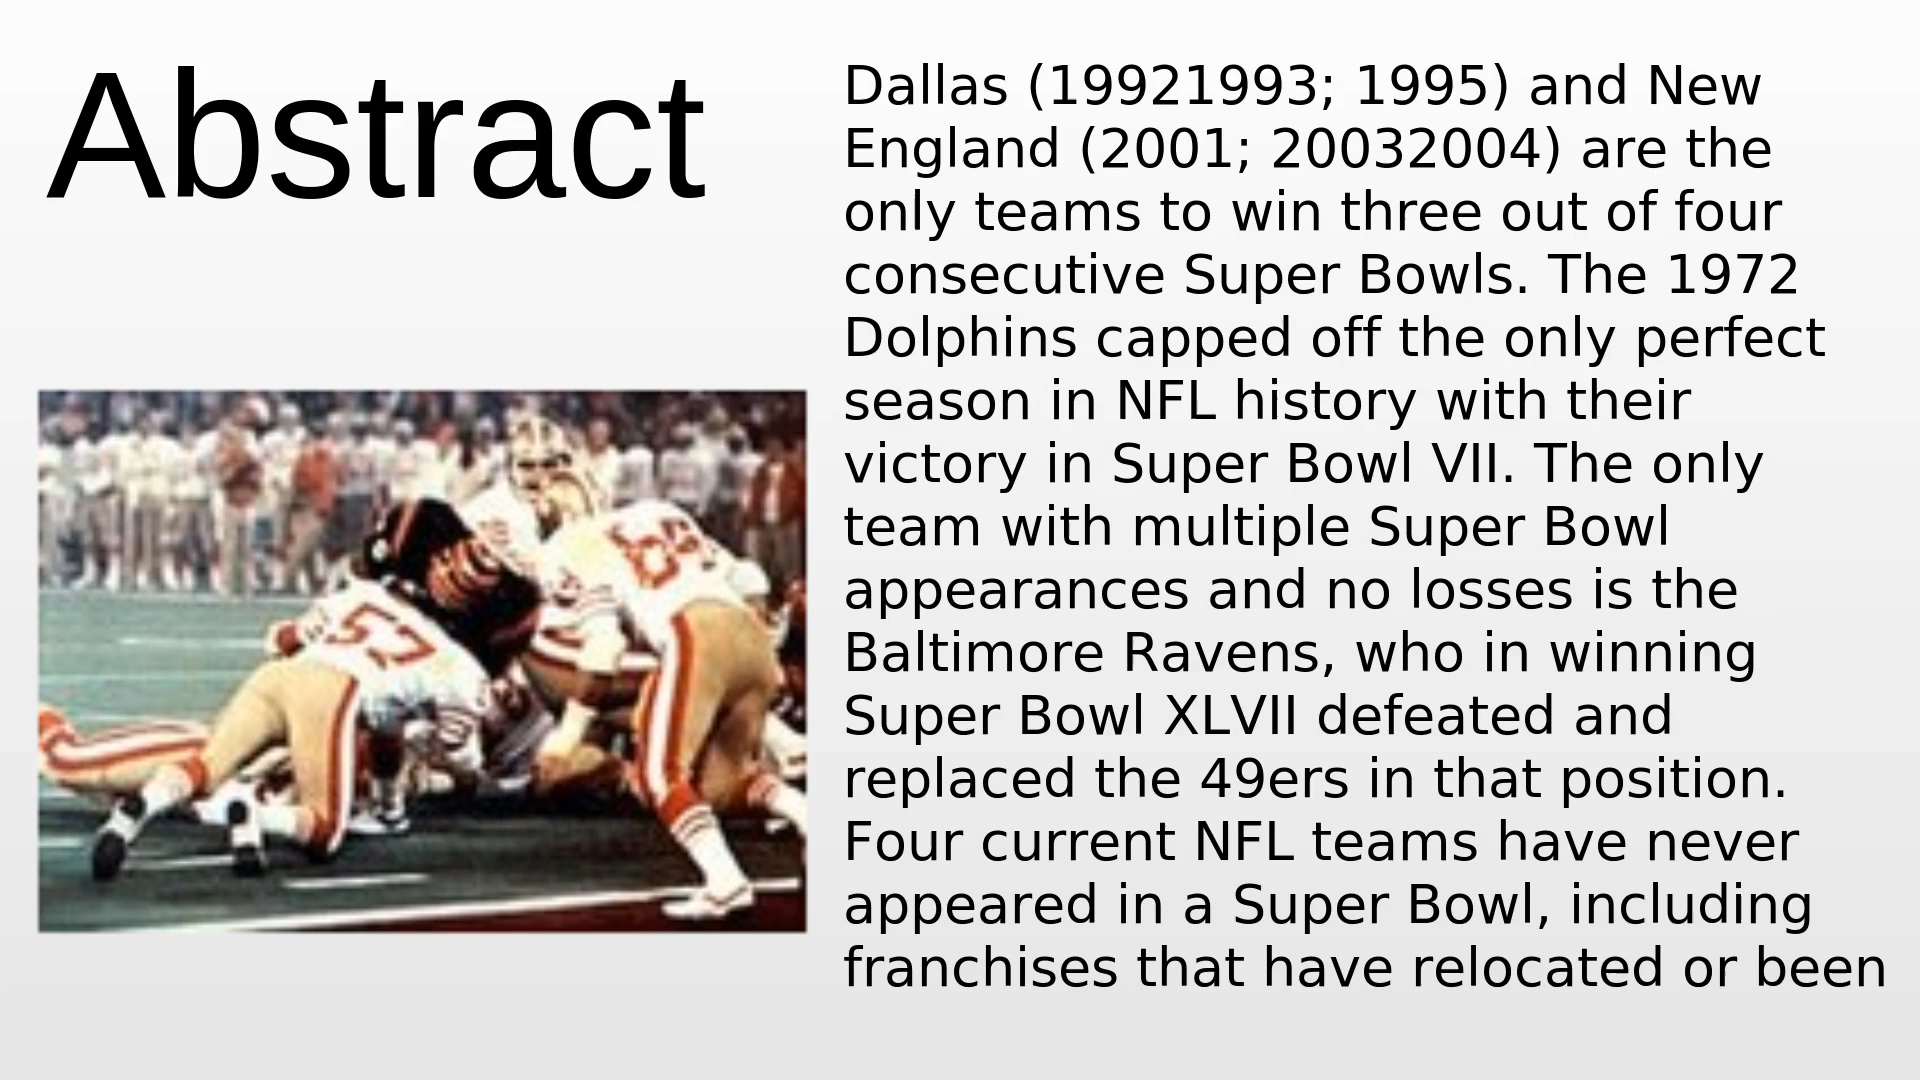 Abstract
Dallas (19921993; 1995) and New
England (2001; 20032004) are the
only teams to win three out of four
consecutive Super Bowls. The 1972
Dolphins capped off the only perfect
season in NFL history with their
victory in Super Bowl VII. The only
team with multiple Super Bowl
appearances and no losses is the
Baltimore Ravens, who in winning
Super Bowl XLVII defeated and
replaced the 49ers in that position.
Four current NFL teams have never
appeared in a Super Bowl, including
franchises that have relocated or been
57